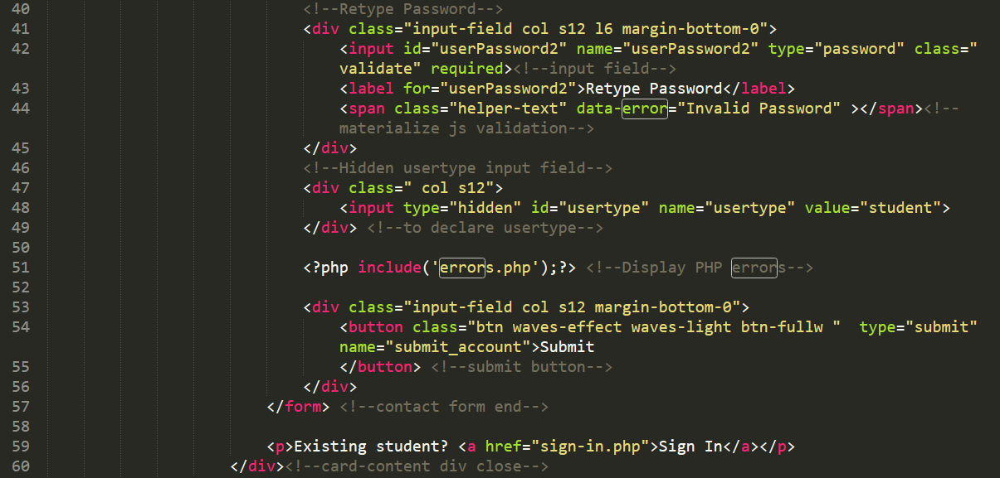 40 <!--Retype Password-->
41 <div class="input-field col s12 l6 margin-bottom-0">
42 <input id="userPassword2" name="userPassword2" type="password" class="
validate" required><!--input field-->
43 <label for="userPassword2">Retype Password</label>
44 <span class="helper-text" data-error="Invalid Password" ></span><!--
materialize js validation-->
45 </div>
46 <!--Hidden usertype input field-->
47 <div class=" col s12">
48 <input type="hidden" id="usertype" name="usertype" value="student">
49 </div> <!--to declare usertype-->
50
51 <?php include('errors.php');?> <!--Display PHP errors-->
52
53 <div class="input-field col s12 margin-bottom-0">
54 <button class="btn waves-effect waves-light btn-fullw "  type="submit"
name="submit_account">Submit
55 </button> <!--submit button-->
56 </div>
57 </form> <!--contact form end-->
58
59 <p>Existing student? <a href="sign-in.php">Sign In</a></p>
60 </div><!--card-content div close-->